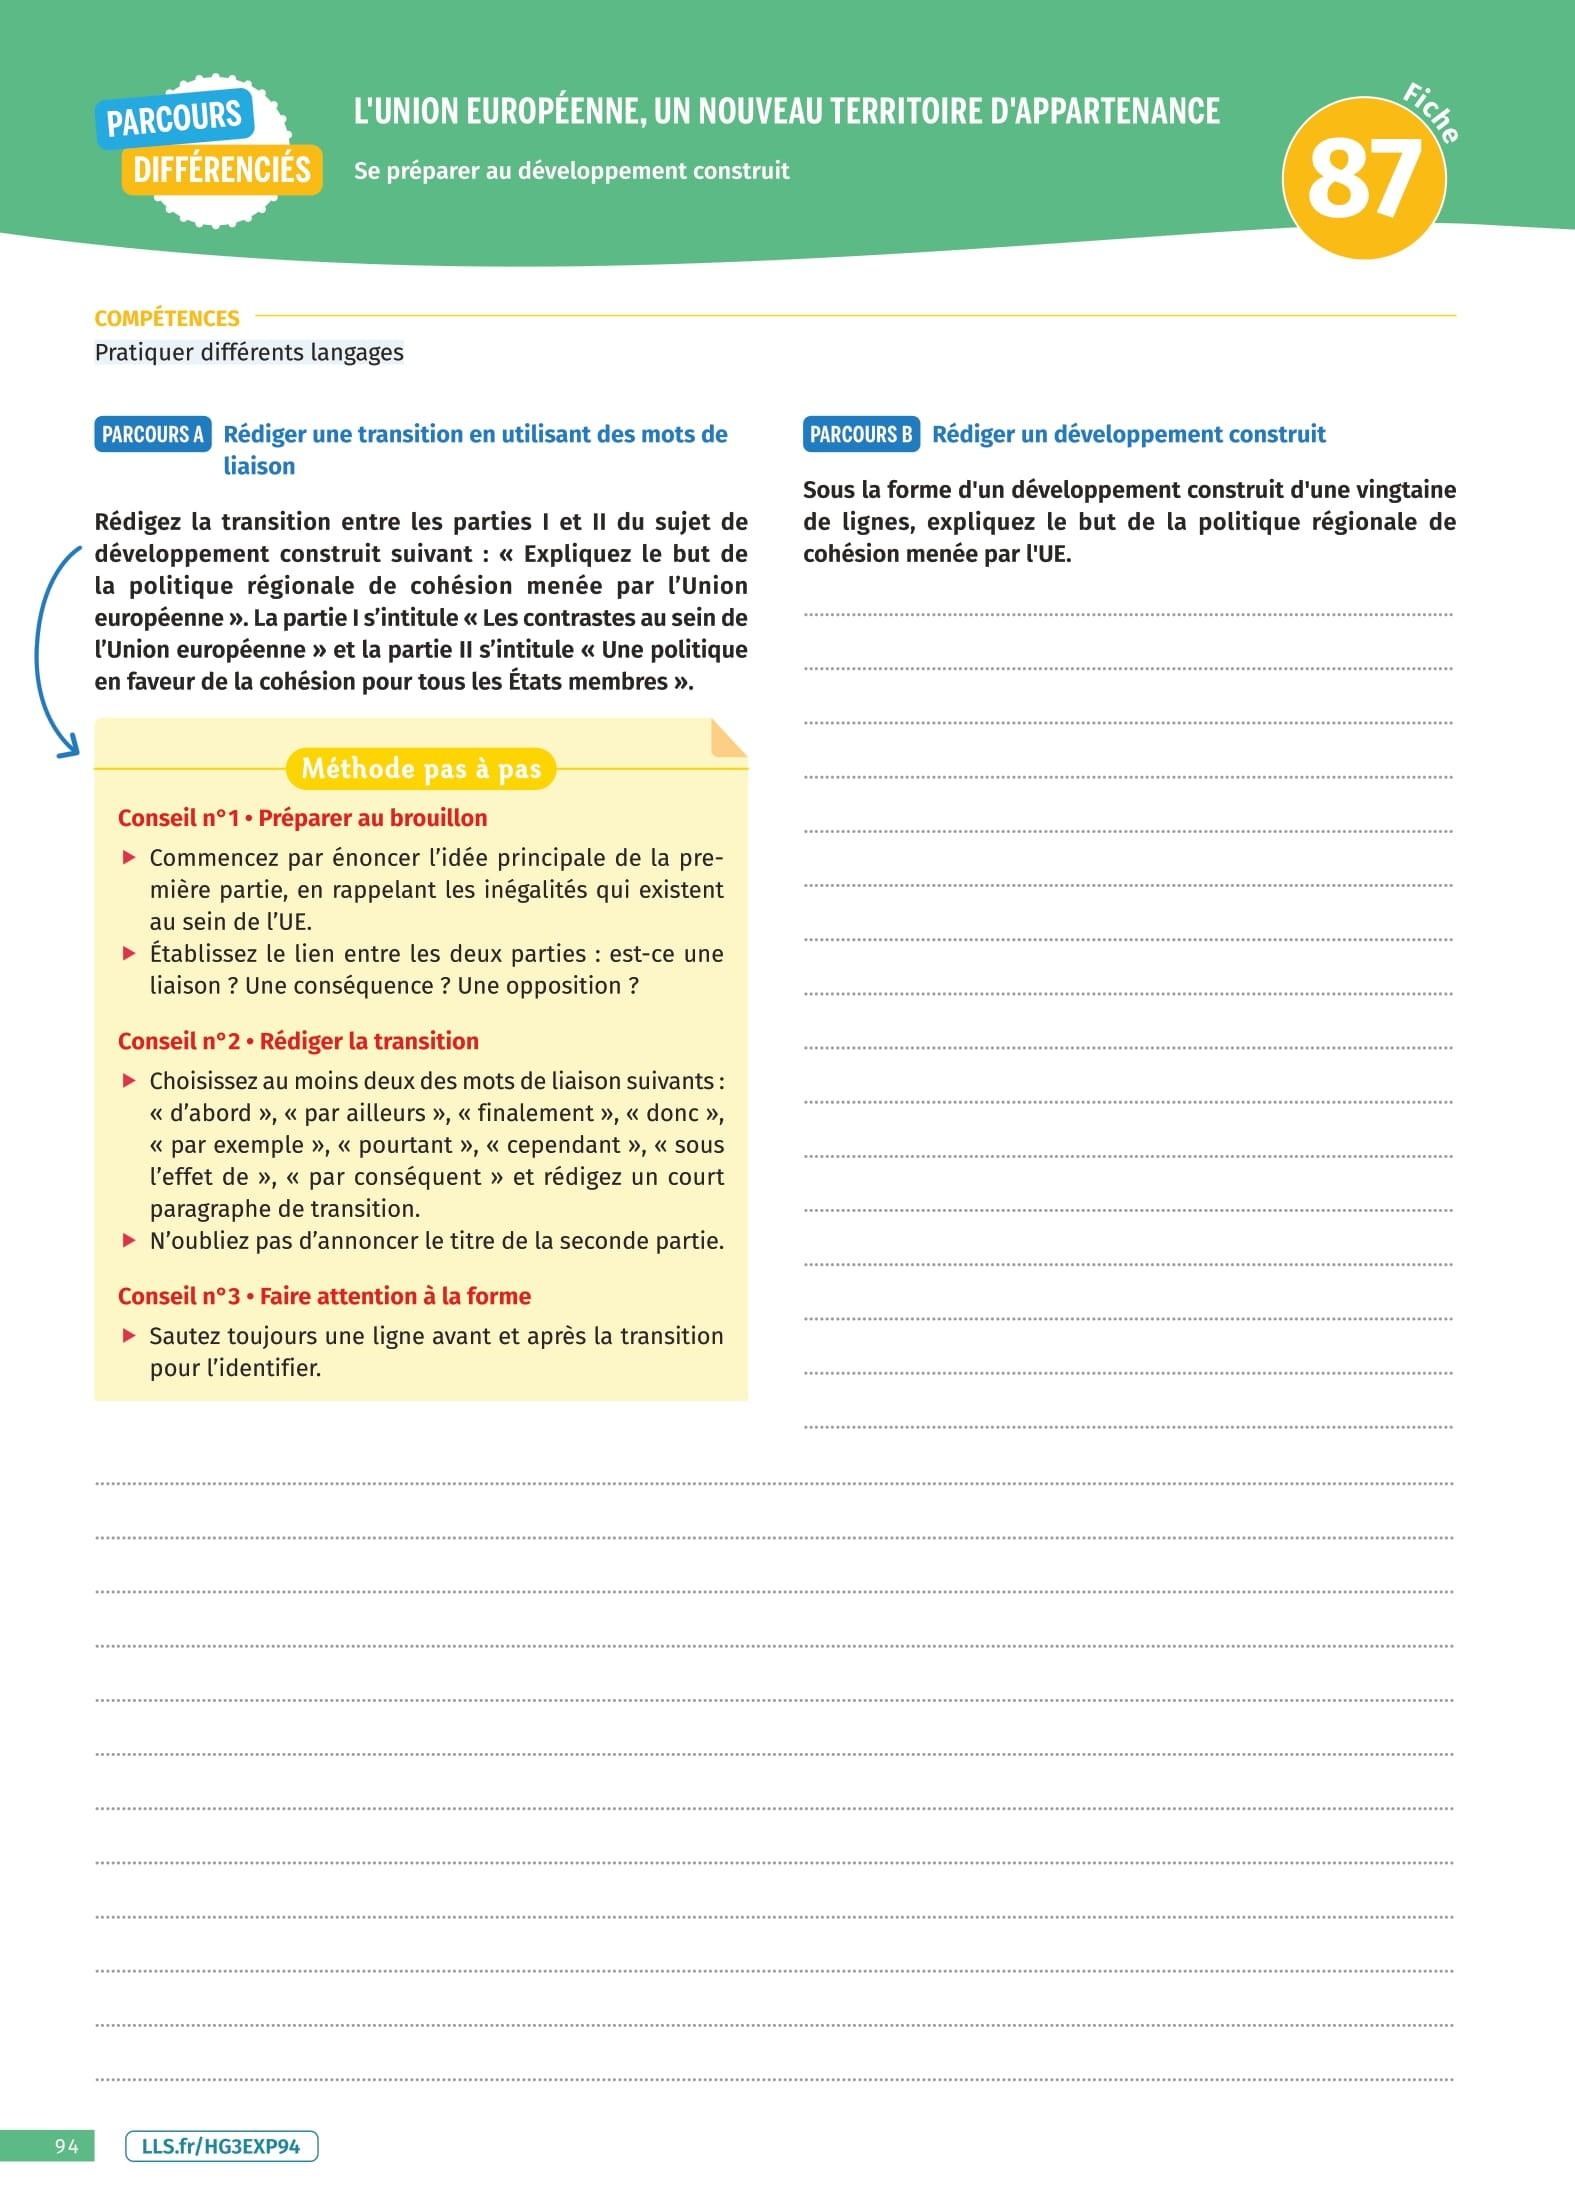 PARCOURS
DIFFÉRENCIÉS
L'UNION EUROPÉENNE, UN NOUVEAU TERRITOIRE D'APPARTENANCE
Se préparer au développement construit
Fiche
87
COMPÉTENCES
Pratiquer différents langages
PARCOURS A Rédiger une transition en utilisant des mots de
liaison
Rédigez la transition entre les parties I et II du sujet de
développement construit suivant : « Expliquez le but de
la politique régionale de cohésion menée par l’Union
européenne ». La partie I s’intitule « Les contrastes au sein de
l’Union européenne » et la partie II s’intitule « Une politique
en faveur de la cohésion pour tous les États membres ».
Méthode pas à pas
Conseil n°1 • Préparer au brouillon
▶ Commencez par énoncer l’idée principale de la pre-
mière partie, en rappelant les inégalités qui existent
au sein de l’UE.
▶ Établissez le lien entre les deux parties : est-ce une
liaison ? Une conséquence ? Une opposition ?
Conseil n°2 • Rédiger la transition
▶ Choisissez au moins deux des mots de liaison suivants :
« d’abord », « par ailleurs », « finalement », « donc »,
« par exemple », « pourtant », « cependant », « sous
l’effet de », « par conséquent » et rédigez un court
paragraphe de transition.
▶ N’oubliez pas d’annoncer le titre de la seconde partie.
Conseil n°3 • Faire attention à la forme
▶ Sautez toujours une ligne avant et après la transition
pour l’identifier.
PARCOURS B Rédiger un développement construit
Sous la forme d'un développement construit d'une vingtaine
de lignes, expliquez le but de la politique régionale de
cohésion menée par l'UE.
94
LLS.fr/HG3EXP94